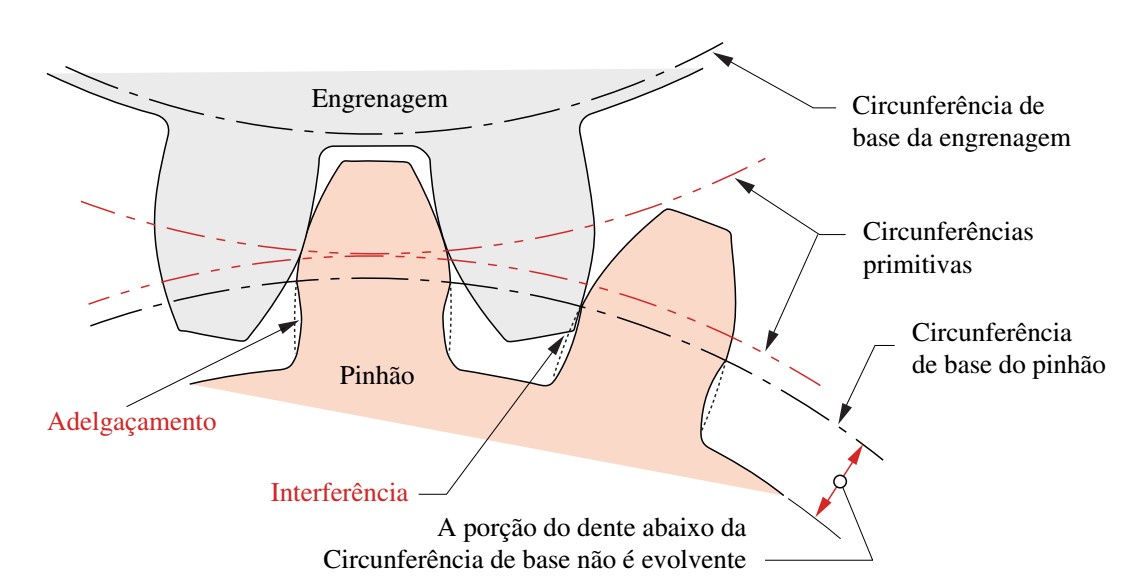 Engrenagem
Circunferência de
base da engrenagem
Circunferências
primitivas
Circunferência
de base do pinhão
Pinhão
Adelgaçamento
Interferência
A porção do dente abaixo da
Circunferência de base não é evolvente